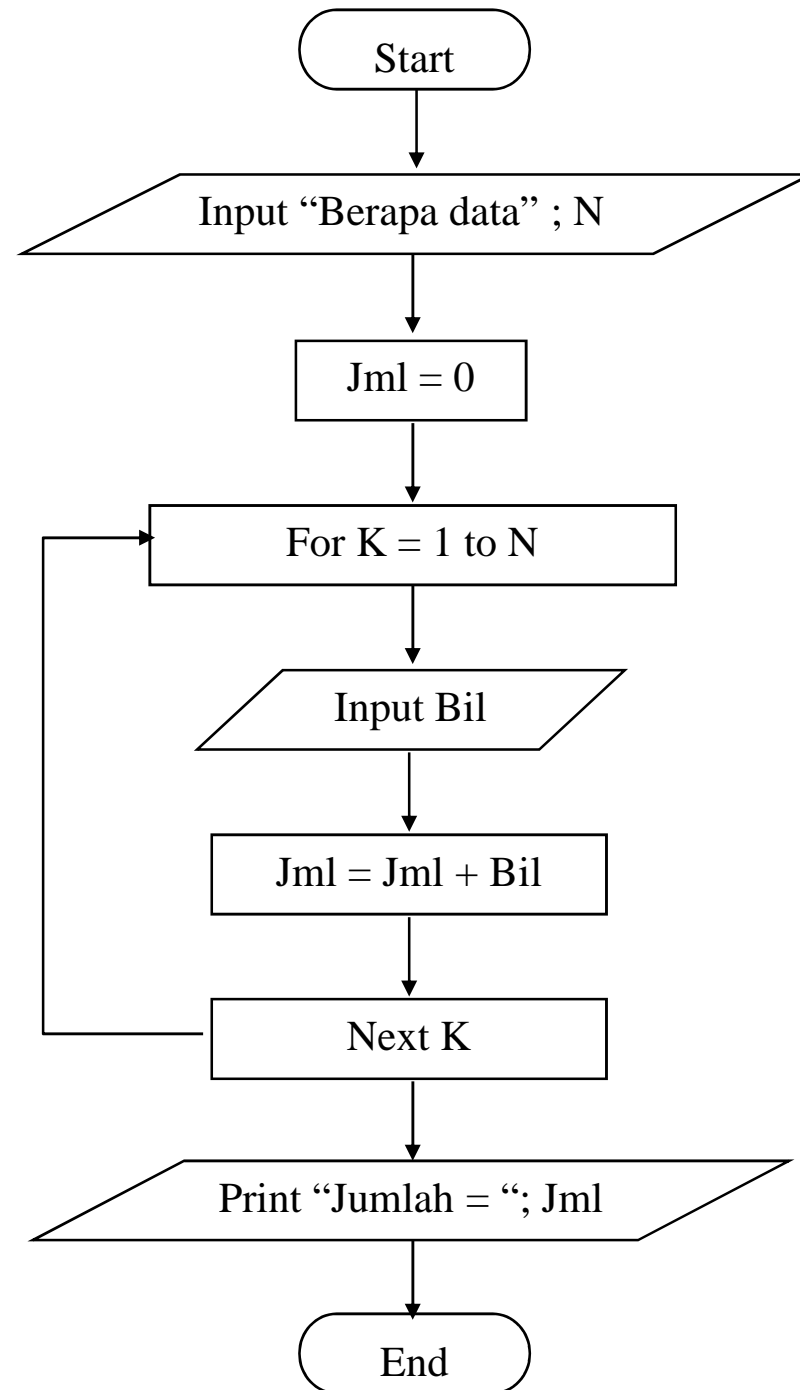 Start
Input “Berapa data” ; N
Jml = 0
For K = 1 to N
Input Bil
Jml = Jml + Bil
Next K
Print “Jumlah = “; Jml
End